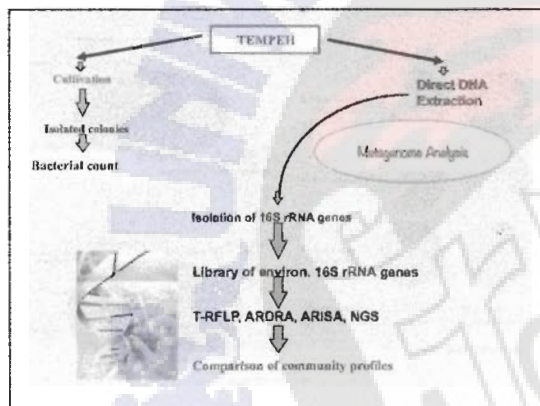 TEMPEH
Cultivation
Isolated colonies
Bacterial count
Direct DNA
Extraction
Metagenome Analysis
Isolation of 16S rRNA genes
Library of environ. 16S rRNA genes
T-RFLP, ARDRA, ARISA, NGS
Comparison of community profiles